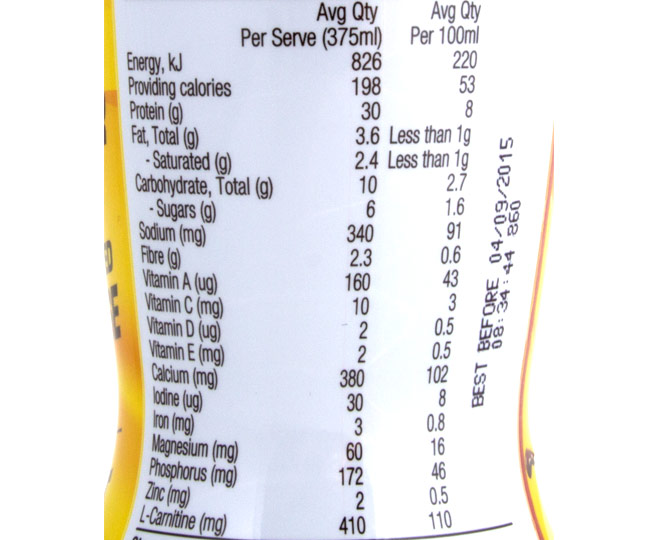 Avg Qty Avg Qty
Per Serve (375ml) Per 100ml
Energy, kJ 826 220
Providing calories 198 53
Protein (g) 30 8
Fat, Total (g) 3.6 Less than 1g
- Saturated (g) 2.4 Less than 1g
Carbohydrate, Total (g) 10 2.7
- Sugars (g) 6 1.6
Sodium (mg) 340 91
Fibre (g) 2.3 0.6
Vitamin A (ug) 160 43
Vitamin C (mg) 10 3
Vitamin D (ug) 2 0.5
Vitamin E (mg) 2 0.5
Calcium (mg) 380 102
Iodine (ug) 30 8
Iron (mg) 3 0.8
Magnesium (mg) 60 16
Phosphorus (mg) 172 46
Zinc (mg) 2 0.5
L-Carnitine (mg) 410 110
BEST BEFORE 04/09/2015
08:34:44 860